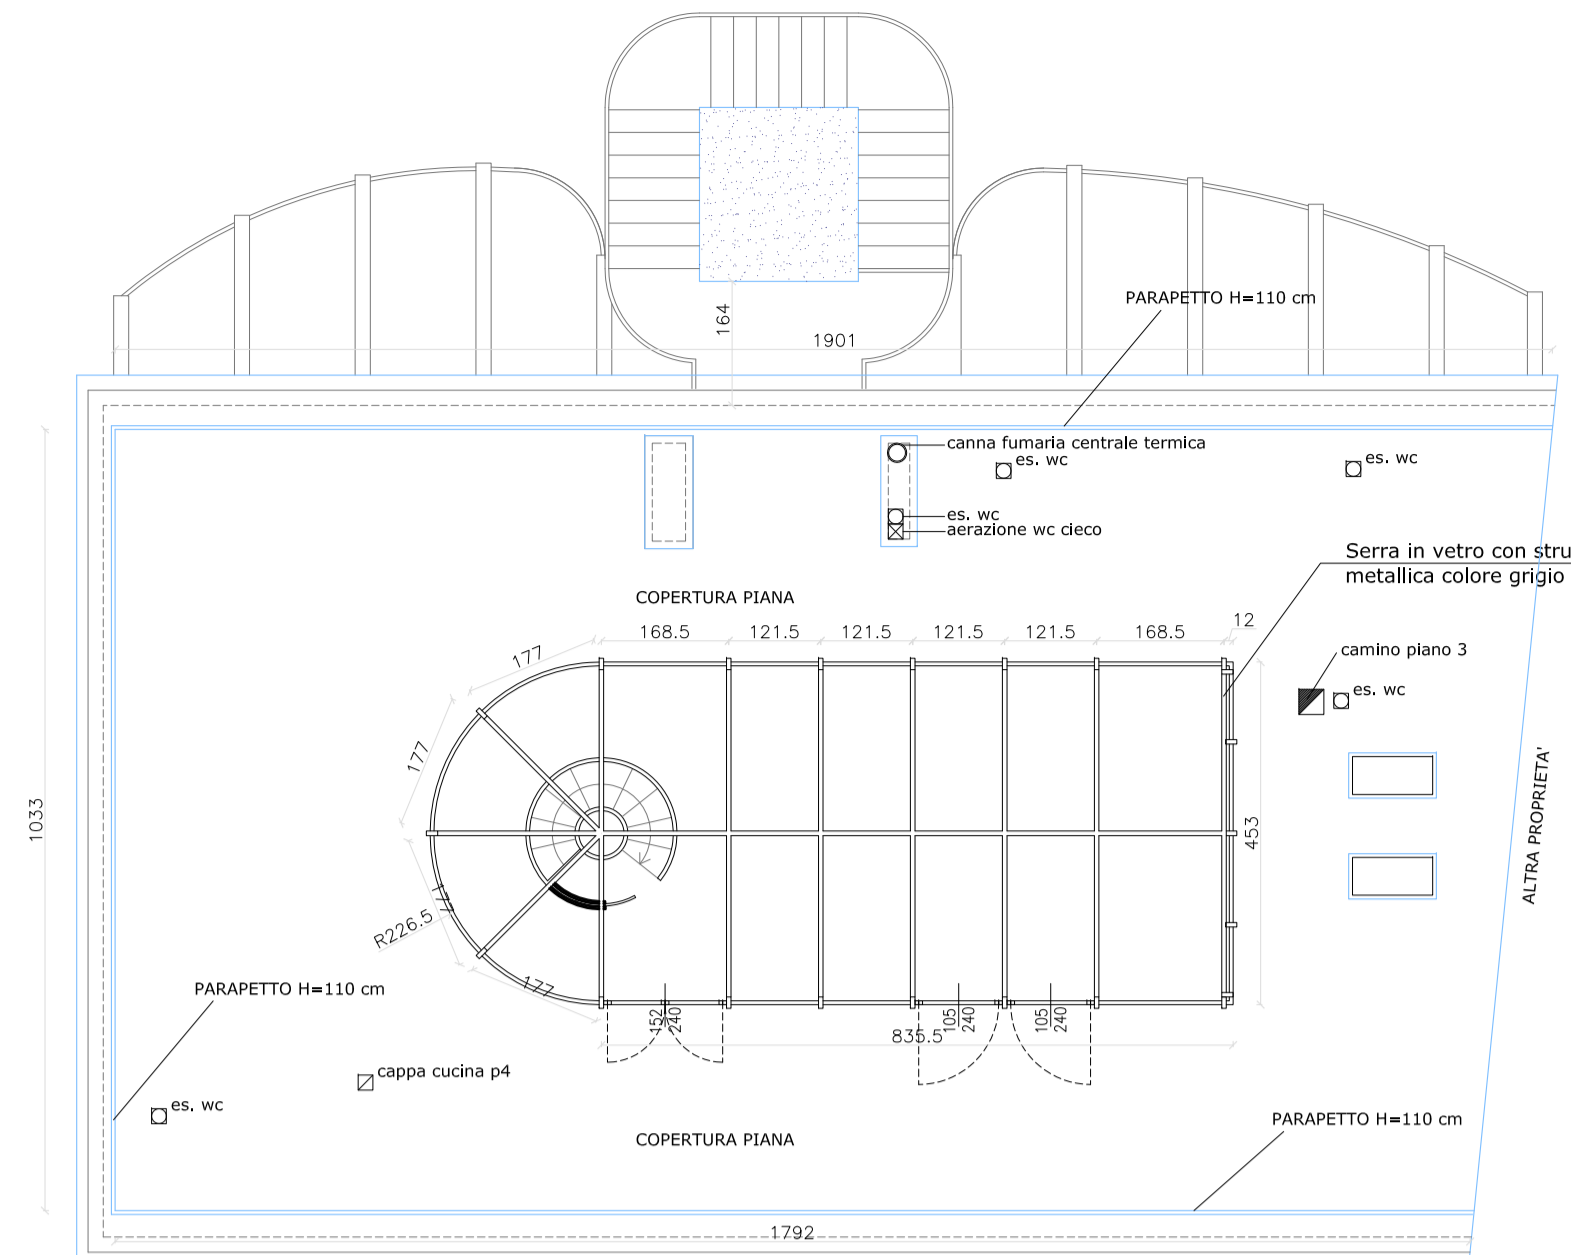 164
PARAPETTO H=110 cm
1901
canna fumaria centrale termica
es. wc
es. wc
es. wc
aerazione wc cieco
Serra in vetro con stru
metallica colore grigio
COPERTURA PIANA
168.5
121.5
121.5
121.5
121.5
168.5
12
177
camino piano 3
es. wc
177
1033
453
ALTRA PROPRIETA'
177
R226.5
177
PARAPETTO H=110 cm
152
240
105
240
105
240
835.5
cappa cucina p4
es. wc
COPERTURA PIANA
PARAPETTO H=110 cm
1792